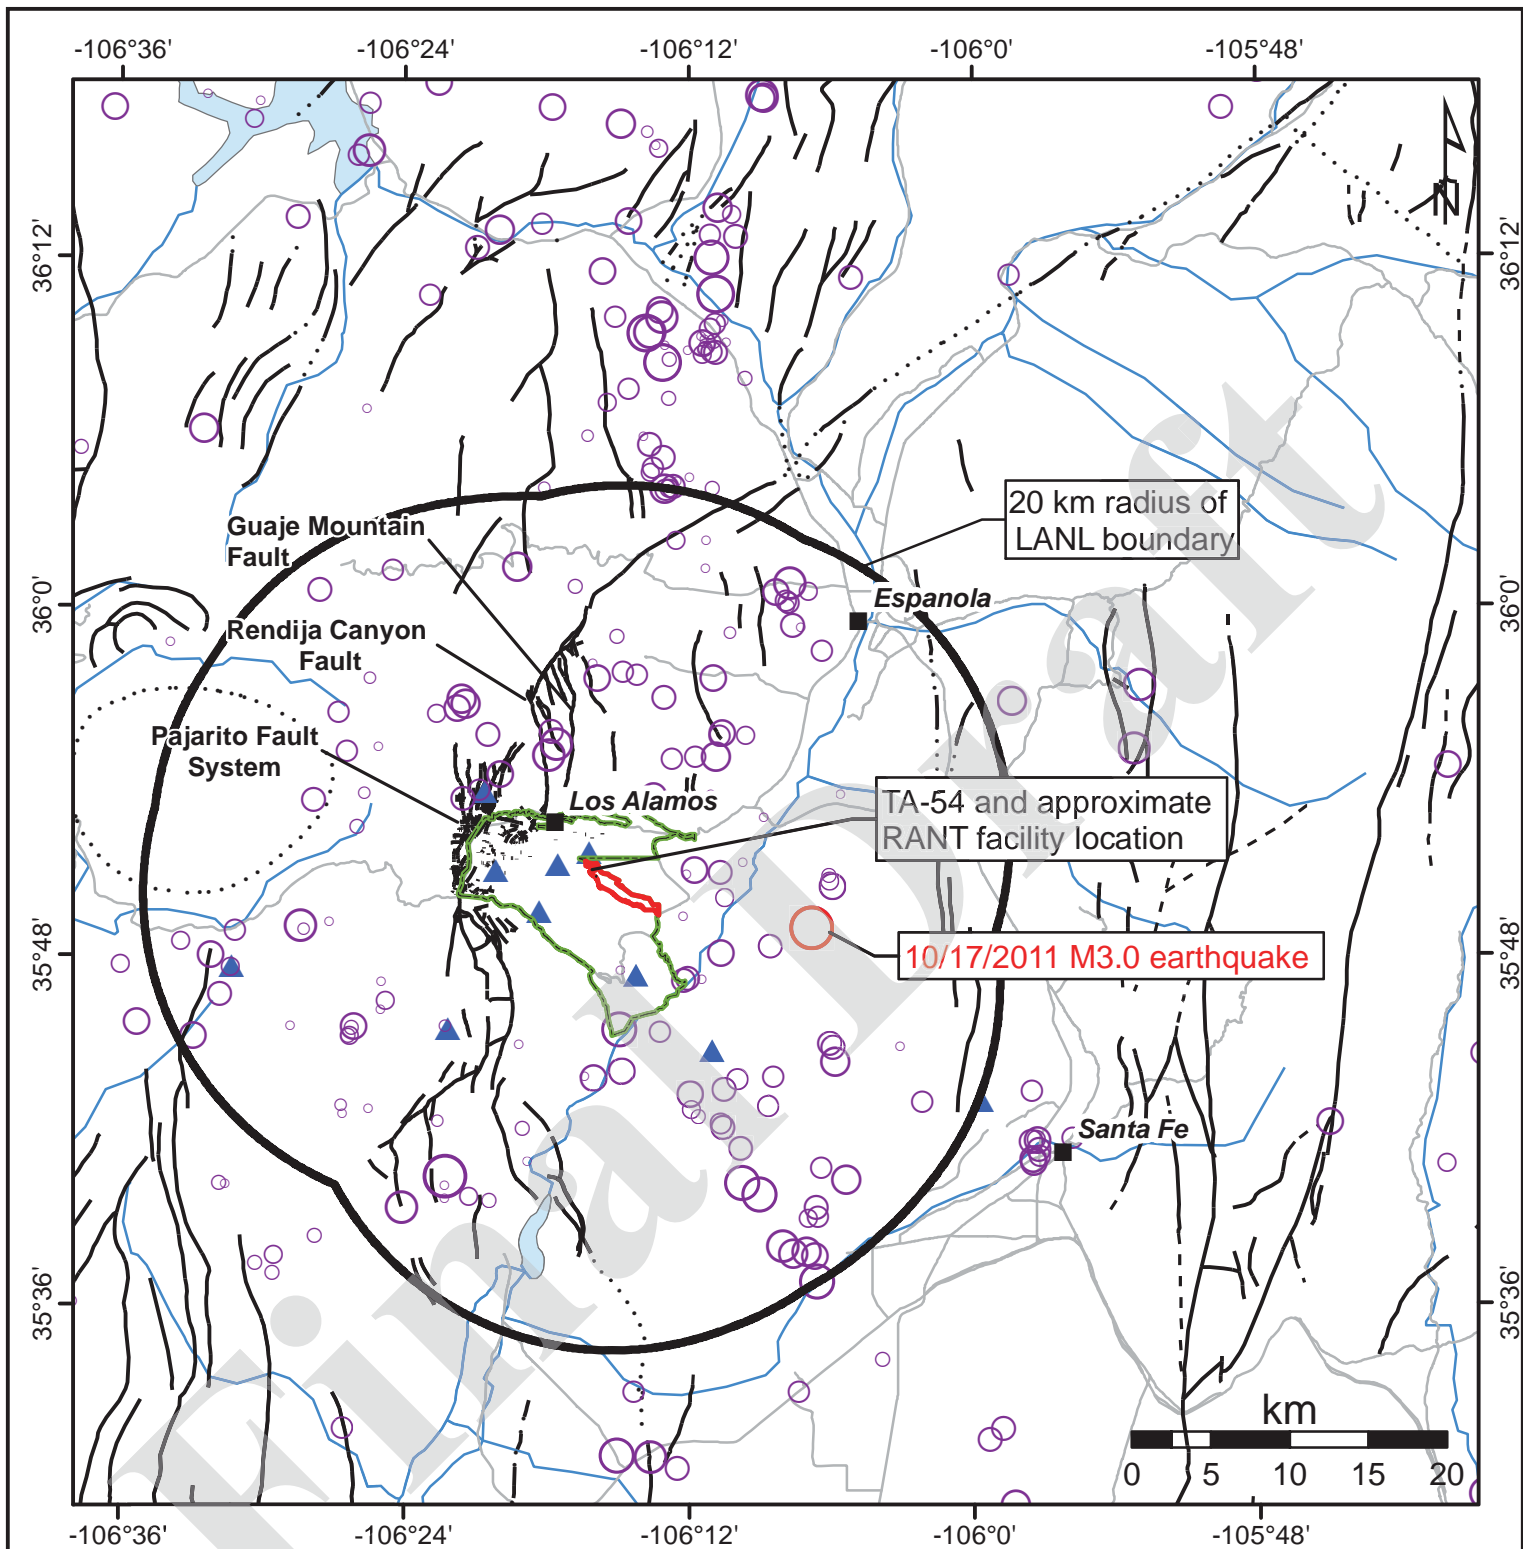 -106°36'
-106°24'
-106°12'
-106°0'
-105°48'
36°12'
36°12'
20 km radius of
LANL boundary
Guaje Mountain
Fault
Espanola
36°0'
36°0'
Rendija Canyon
Fault
Pajarito Fault
System
Los Alamos
TA-54 and approximate
RANT facility location
35°48'
35°48'
10/17/2011 M3.0 earthquake
Santa Fe
35°36'
35°36'
km
0 5 10 15 20
-106°36'
-106°24'
-106°12'
-106°0'
-105°48'
Final Draft
N